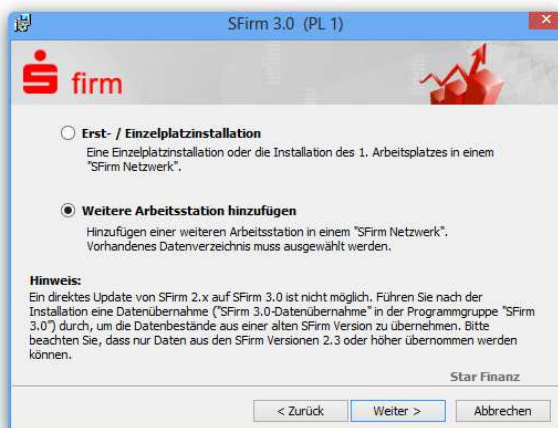 SFirm 3.0 (PL 1)
firm
Erst- / Einzelplatzinstallation
Eine Einzelplatzinstallation oder die Installation des 1. Arbeitsplatzes in einem
"SFirm Netzwerk".
Weitere Arbeitsstation hinzufügen
Hinzufügen einer weiteren Arbeitsstation in einem "SFirm Netzwerk".
Vorhandenes Datenverzeichnis muss ausgewählt werden.
Hinweis:
Ein direktes Update von SFirm 2.x auf SFirm 3.0 ist nicht möglich. Führen Sie nach der
Installation eine Datenübernahme ("SFirm 3.0-Datenübernahme" in der Programmgruppe "SFirm
3.0") durch, um die Datenbestände aus einer alten SFirm Version zu übernehmen. Bitte
beachten Sie, dass nur Daten aus den SFirm Versionen 2.3 oder höher übernommen werden
können.
Star Finanz
< Zurück
Weiter >
Abbrechen